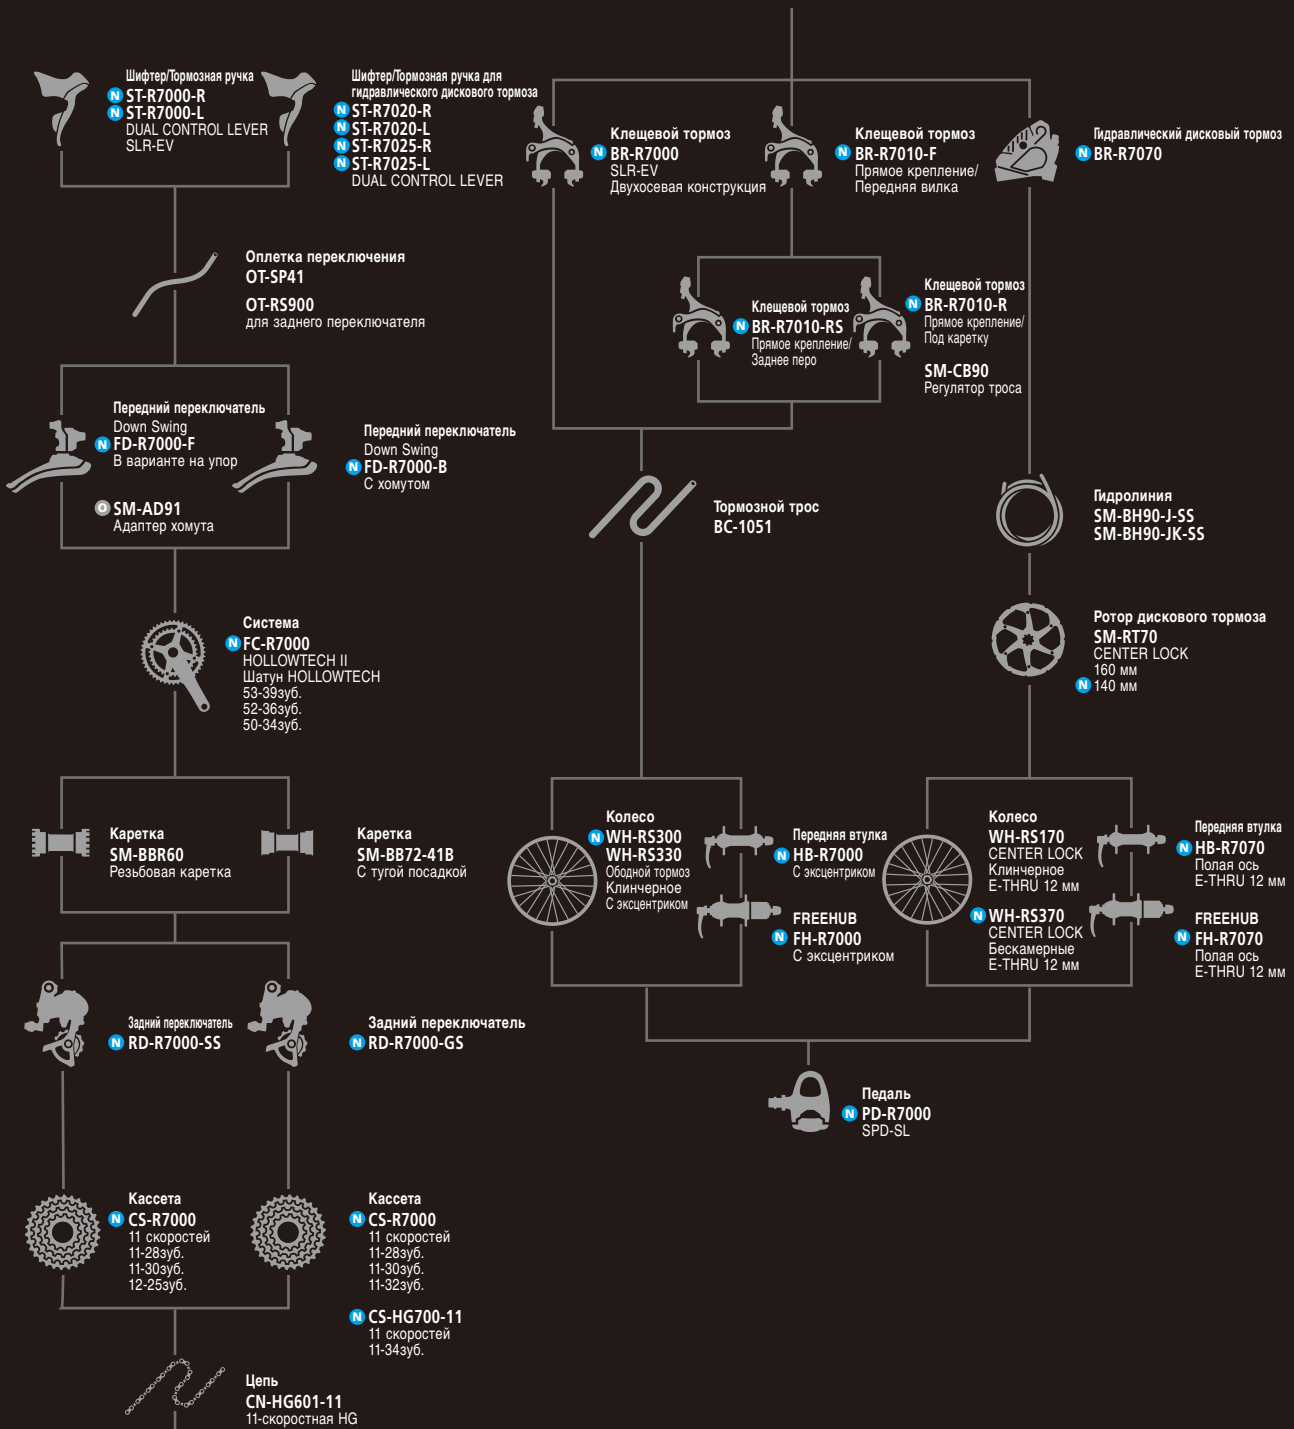 Шифтер/Тормозная ручка
N ST-R7000-R
N ST-R7000-L
DUAL CONTROL LEVER
SLR-EV
Шифтер/Тормозная ручка для
гидравлического дискового тормоза
N ST-R7020-R
N ST-R7020-L
N ST-R7025-R
N ST-R7025-L
DUAL CONTROL LEVER
Оплетка переключения
OT-SP41
OT-RS900
для заднего переключателя
Передний переключатель
Down Swing
N FD-R7000-F
В варианте на упор
O SM-AD91
Адаптер хомута
Передний переключатель
Down Swing
N FD-R7000-B
С хомутом
Система
N FC-R7000
HOLLOWTECH II
Шатун HOLLOWTECH
53-39зуб.
52-36зуб.
50-34зуб.
Каретка
SM-BBR60
Резьбовая каретка
Каретка
SM-BB72-41B
С тугой посадкой
Задний переключатель
N RD-R7000-SS
Задний переключатель
N RD-R7000-GS
Кассета
N CS-R7000
11 скоростей
11-28зуб.
11-30зуб.
12-25зуб.
Кассета
N CS-R7000
11 скоростей
11-28зуб.
11-30зуб.
11-32зуб.
N CS-HG700-11
11 скоростей
11-34зуб.
Цепь
CN-HG601-11
11-скоростная HG
Клещевой тормоз
N BR-R7000
SLR-EV
Двухосевая конструкция
Клещевой тормоз
N BR-R7010-F
Прямое крепление/
Передняя вилка
Гидравлический дисковый тормоз
N BR-R7070
Клещевой тормоз
N BR-R7010-RS
Прямое крепление/
Заднее перо
Клещевой тормоз
N BR-R7010-R
Прямое крепление/
Под каретку
SM-CB90
Регулятор троса
Тормозной трос
BC-1051
Гидролиния
SM-BH90-J-SS
SM-BH90-JK-SS
Ротор дискового тормоза
SM-RT70
CENTER LOCK
160 мм
N 140 мм
Колесо
N WH-RS300
WH-RS330
Ободной тормоз
Клинчерное
С эксцентриком
Передняя втулка
N HB-R7000
С эксцентриком
FREEHUB
N FH-R7000
С эксцентриком
Колесо
WH-RS170
CENTER LOCK
Клинчерное
E-THRU 12 мм
N WH-RS370
CENTER LOCK
Бескамерные
E-THRU 12 мм
Передняя втулка
N HB-R7070
Полая ось
E-THRU 12 мм
FREEHUB
N FH-R7070
Полая ось
E-THRU 12 мм
Педаль
N PD-R7000
SPD-SL